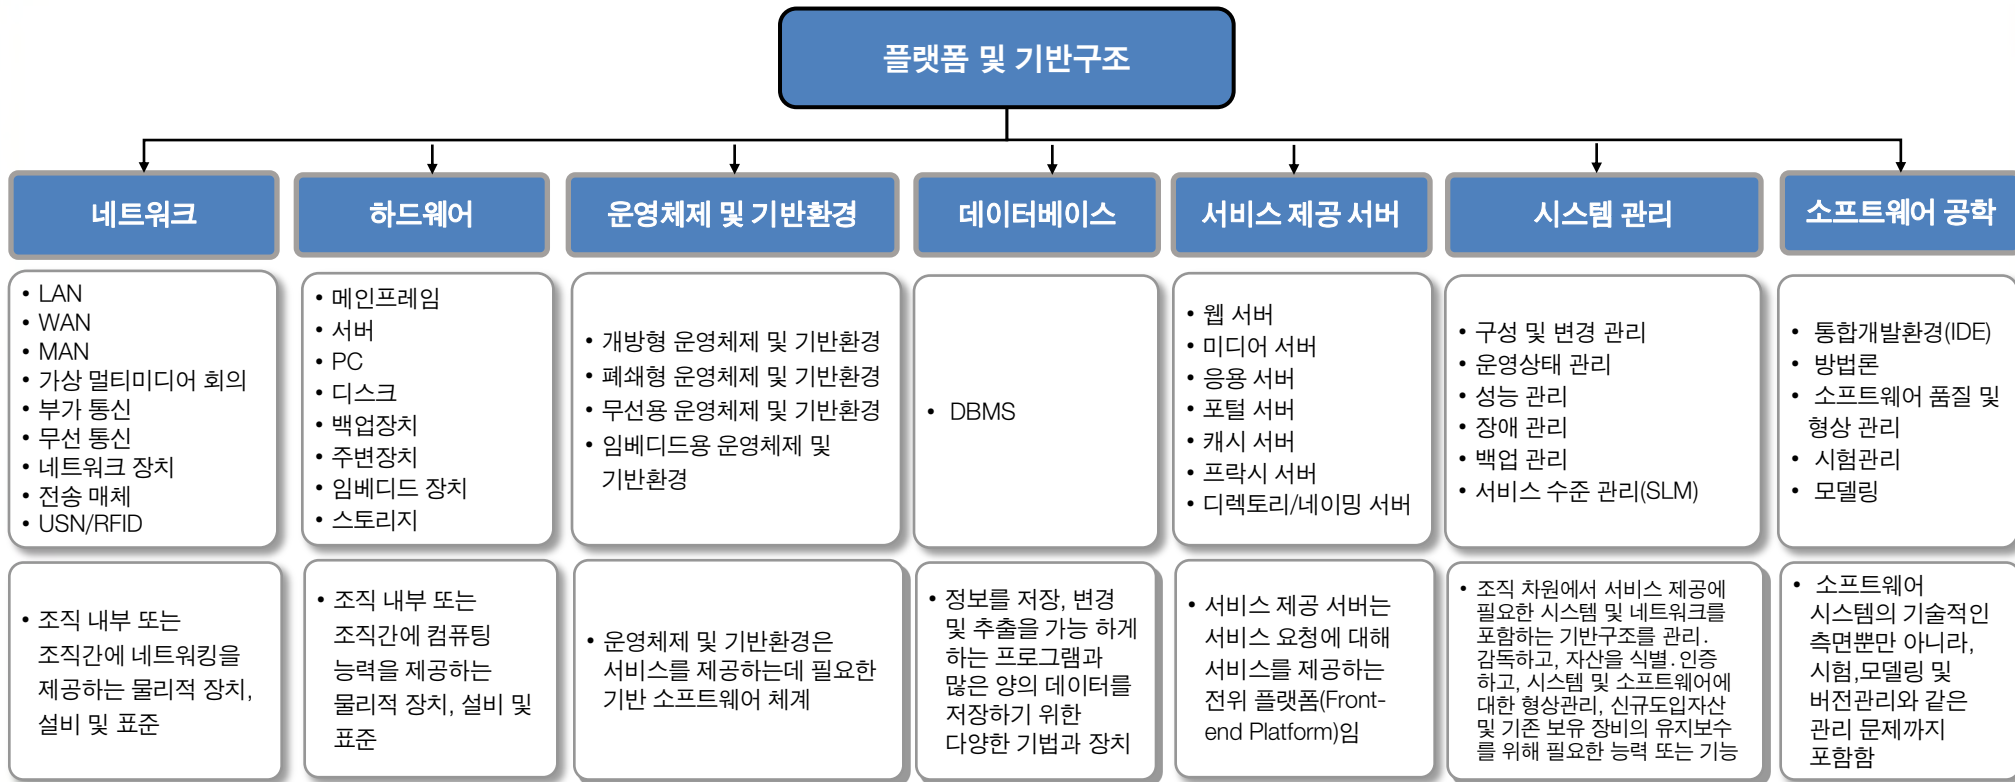 플랫폼 및 기반구조
네트워크
하드웨어
운영체제 및 기반환경
데이터베이스
서비스 제공 서버
시스템 관리
소프트웨어 공학
• LAN
• WAN
• MAN
• 가상 멀티미디어 회의
• 부가 통신
• 무선 통신
• 네트워크 장치
• 전송 매체
• USN/RFID
• 메인프레임
• 서버
• PC
• 디스크
• 백업장치
• 주변장치
• 임베디드 장치
• 스토리지
• 개방형 운영체제 및 기반환경
• 폐쇄형 운영체제 및 기반환경
• 무선용 운영체제 및 기반환경
• 임베디드용 운영체제 및
기반환경
• DBMS
• 웹 서버
• 미디어 서버
• 응용 서버
• 포털 서버
• 캐시 서버
• 프락시 서버
• 디렉토리/네이밍 서버
• 구성 및 변경 관리
• 운영상태 관리
• 성능 관리
• 장애 관리
• 백업 관리
• 서비스 수준 관리(SLM)
• 통합개발환경(IDE)
• 방법론
• 소프트웨어 품질 및
형상 관리
• 시험관리
• 모델링
• 조직 내부 또는
조직간에 네트워킹을
제공하는 물리적 장치,
설비 및 표준
• 조직 내부 또는
조직간에 컴퓨팅
능력을 제공하는
물리적 장치, 설비 및
표준
• 운영체제 및 기반환경은
서비스를 제공하는데 필요한
기반 소프트웨어 체계
• 정보를 저장, 변경
및 추출을 가능 하게
하는 프로그램과
많은 양의 데이터를
저장하기 위한
다양한 기법과 장치
• 서비스 제공 서버는
서비스 요청에 대해
서비스를 제공하는
전위 플랫폼(Front-
end Platform)임
• 조직 차원에서 서비스 제공에
필요한 시스템 및 네트워크를
포함하는 기반구조를 관리.
감독하고, 자산을 식별.인증
하고, 시스템 및 소프트웨어에
대한 형상관리, 신규도입자산
및 기존 보유 장비의 유지보수
를 위해 필요한 능력 또는 기능
• 소프트웨어
시스템의 기술적인
측면뿐만 아니라,
시험,모델링 및
버전관리와 같은
관리 문제까지
포함함